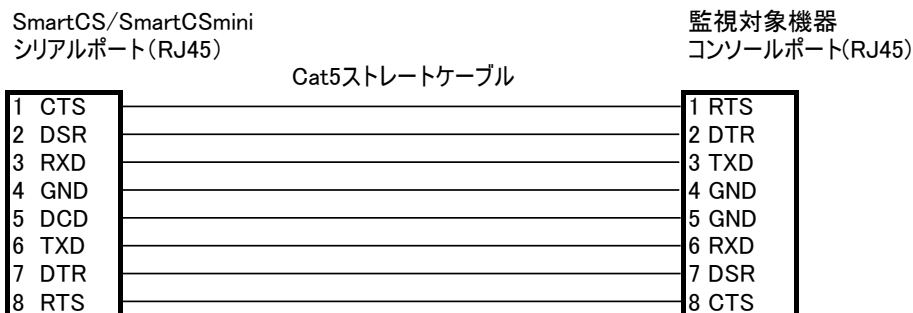 SmartCS/SmartCSmini
シリアルポート(RJ45)
監視対象機器
コンソールポート(RJ45)
Cat5ストレートケーブル
1 CTS
2 DSR
3 RXD
4 GND
5 DCD
6 TXD
7 DTR
8 RTS
1 RTS
2 DTR
3 TXD
4 GND
5 GND
6 RXD
7 DSR
8 CTS